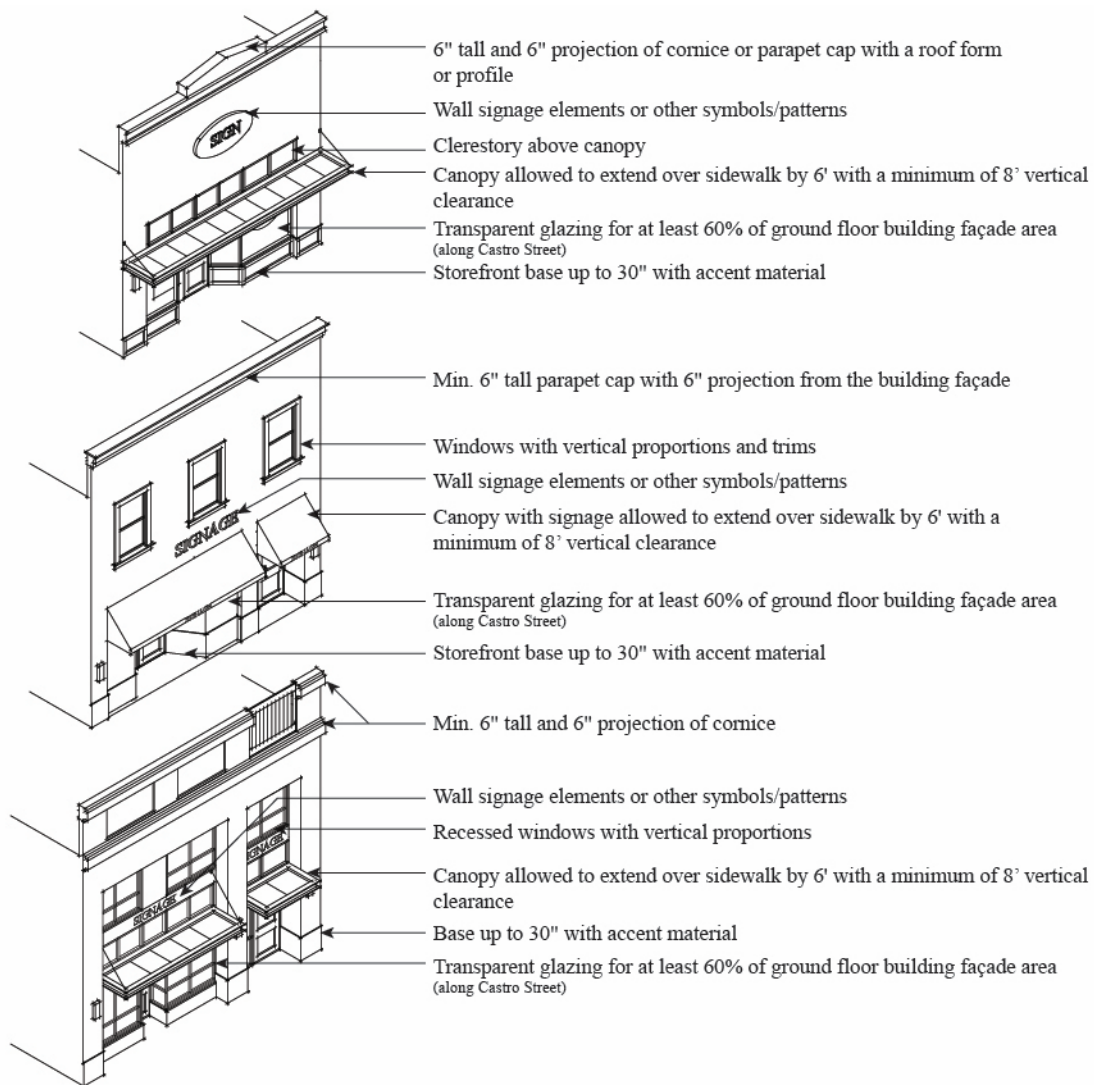 6" tall and 6" projection of cornice or parapet cap with a roof form
or profile
Wall signage elements or other symbols/patterns
SIGN
Clerestory above canopy
Canopy allowed to extend over sidewalk by 6' with a minimum of 8’ vertical
clearance
Transparent glazing for at least 60% of ground floor building façade area
(along Castro Street)
Storefront base up to 30" with accent material
Min. 6" tall parapet cap with 6" projection from the building façade
Windows with vertical proportions and trims
Wall signage elements or other symbols/patterns
SIGNAGE
Canopy with signage allowed to extend over sidewalk by 6' with a
minimum of 8’ vertical clearance
Transparent glazing for at least 60% of ground floor building façade area
(along Castro Street)
Storefront base up to 30" with accent material
Min. 6" tall and 6" projection of cornice
Wall signage elements or other symbols/patterns
Recessed windows with vertical proportions
SIGNAGE
SIGNAGE
Canopy allowed to extend over sidewalk by 6' with a minimum of 8’ vertical
clearance
Base up to 30" with accent material
Transparent glazing for at least 60% of ground floor building façade area
(along Castro Street)